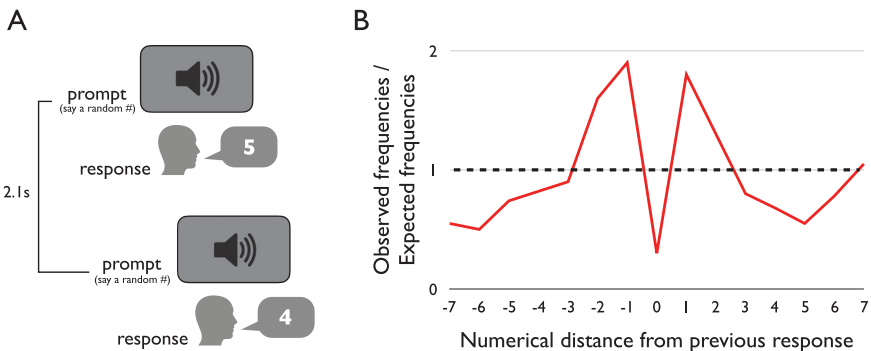 A
prompt
(say a random #)
5
response
2.1s
prompt
(say a random #)
4
response
B
Observed frequencies /
Expected frequencies
2
1
0
-7 -6 -5 -4 -3 -2 -1 0 1 2 3 4 5 6 7
Numerical distance from previous response